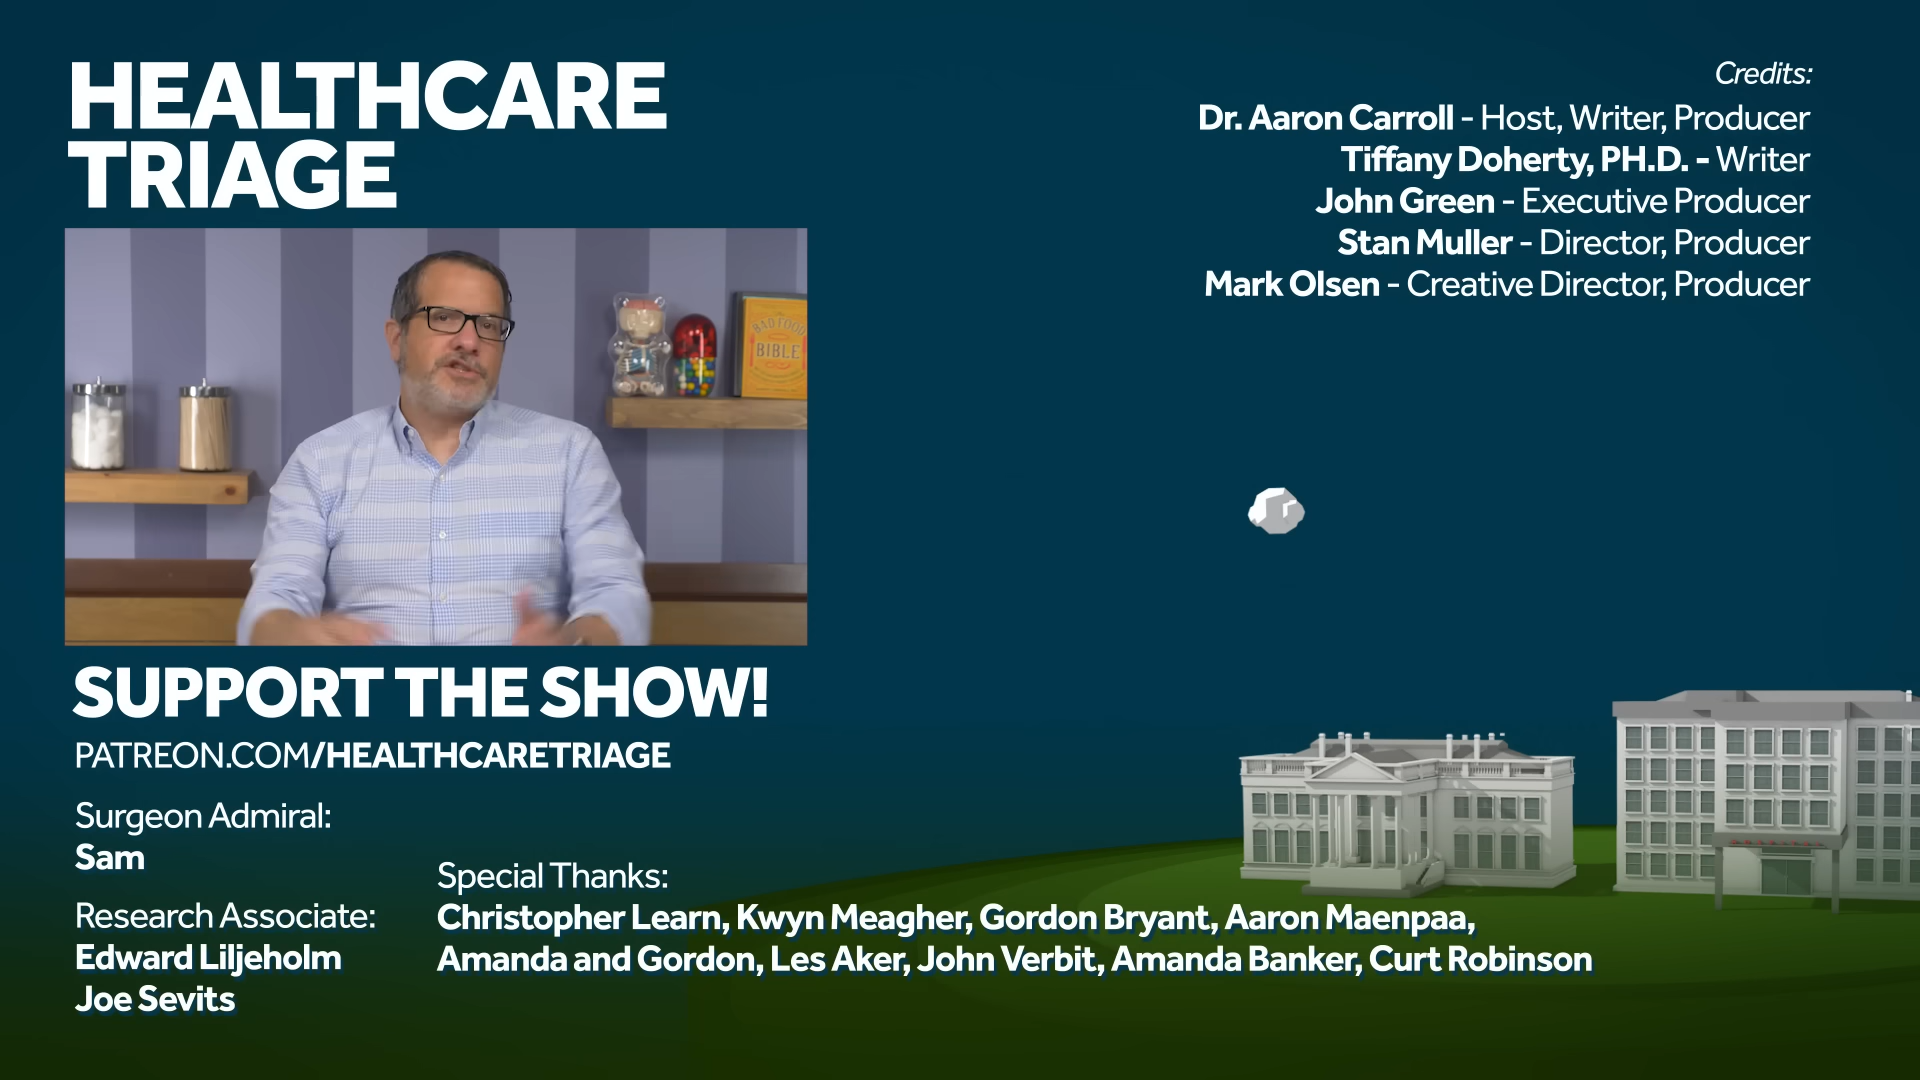 HEALTHCARE
TRIAGE
Credits:
Dr. Aaron Carroll - Host, Writer, Producer
Tiffany Doherty, PH.D. - Writer
John Green - Executive Producer
Stan Muller - Director, Producer
Mark Olsen - Creative Director, Producer
BAD FOOD
BIBLE
SUPPORT THE SHOW!
PATREON.COM/HEALTHCARETRIAGE
Surgeon Admiral:
Sam
Research Associate:
Edward Liljeholm
Joe Sevits
Special Thanks:
Christopher Learn, Kwyn Meagher, Gordon Bryant, Aaron Maenpaa,
Amanda and Gordon, Les Aker, John Verbit, Amanda Banker, Curt Robinson